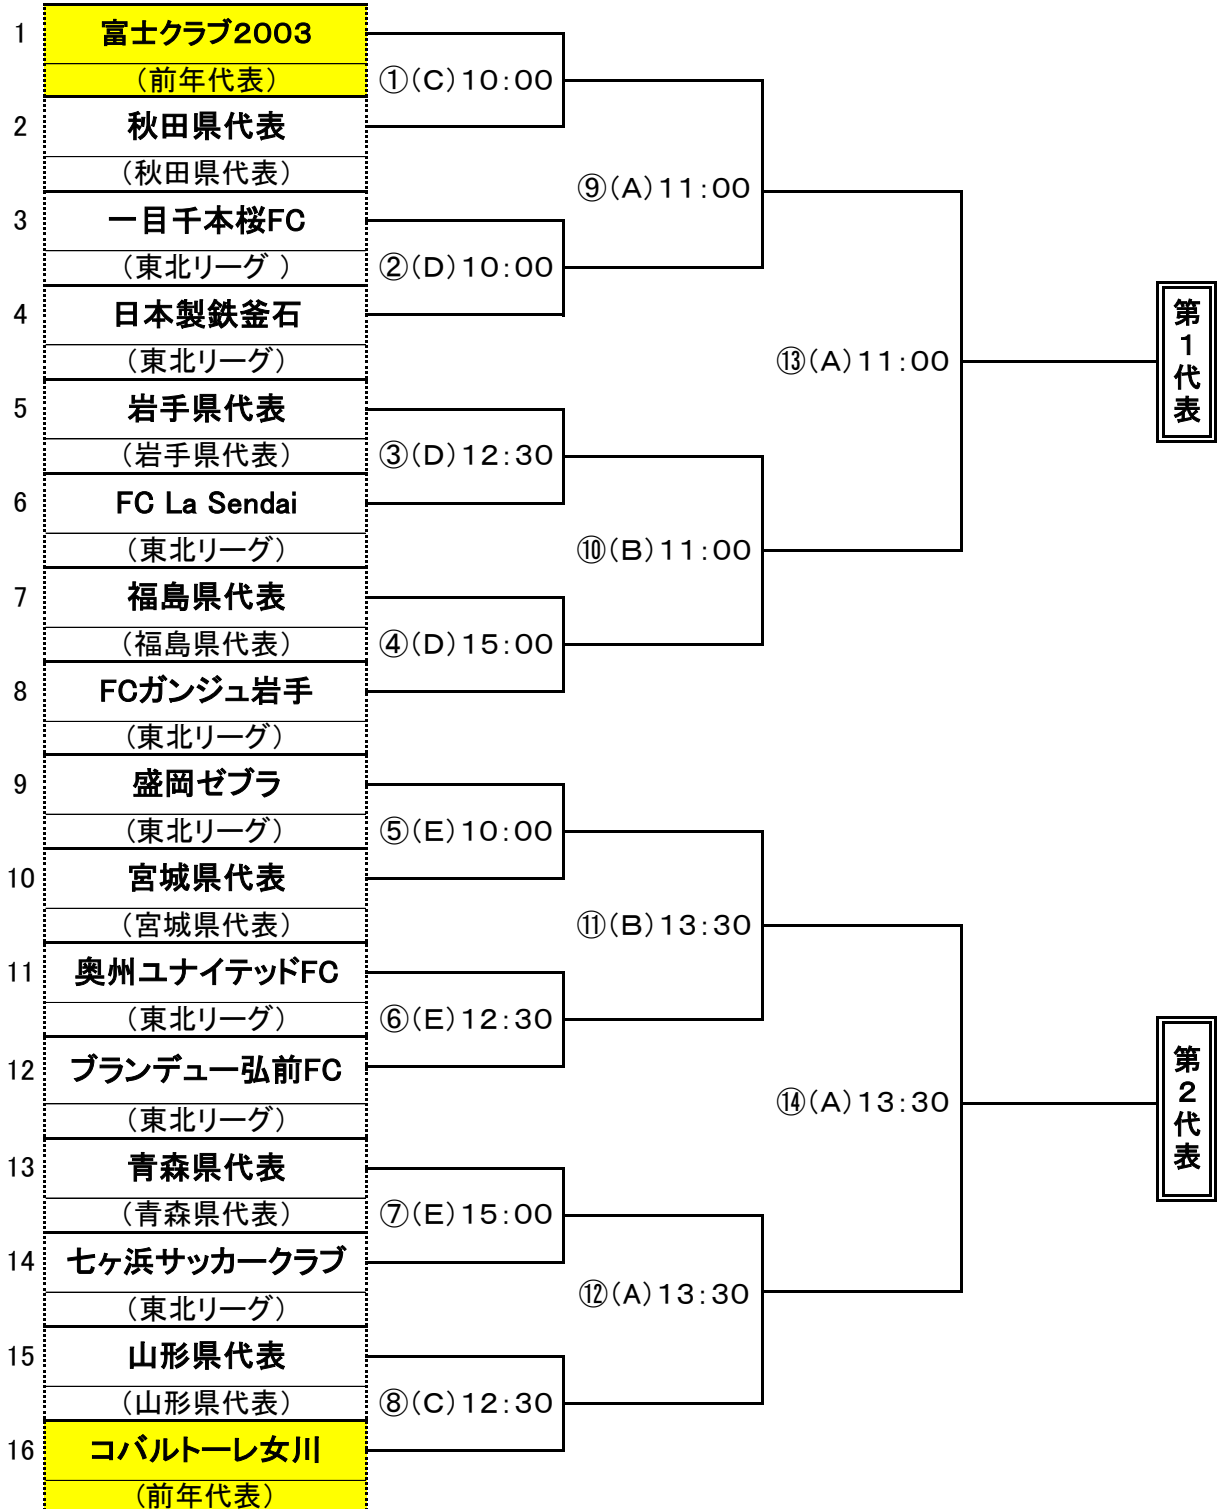 1
富士クラブ2003
(前年代表)
①(C)10:00
2
秋田県代表
(秋田県代表)
⑨(A)11:00
3
一目千本桜FC
(東北リーグ )
②(D)10:00
4
日本製鉄釜石
(東北リーグ)
⑬(A)11:00
第1代表
5
岩手県代表
(岩手県代表)
③(D)12:30
6
FC La Sendai
(東北リーグ)
⑩(B)11:00
7
福島県代表
(福島県代表)
④(D)15:00
8
FCガンジュ岩手
(東北リーグ)
9
盛岡ゼブラ
(東北リーグ)
⑤(E)10:00
10
宮城県代表
(宮城県代表)
⑪(B)13:30
11
奥州ユナイテッドFC
(東北リーグ)
⑥(E)12:30
12
ブランデュー弘前FC
(東北リーグ)
⑭(A)13:30
第2代表
13
青森県代表
(青森県代表)
⑦(E)15:00
14
七ヶ浜サッカークラブ
(東北リーグ)
⑫(A)13:30
15
山形県代表
(山形県代表)
⑧(C)12:30
16
コバルトーレ女川
(前年代表)